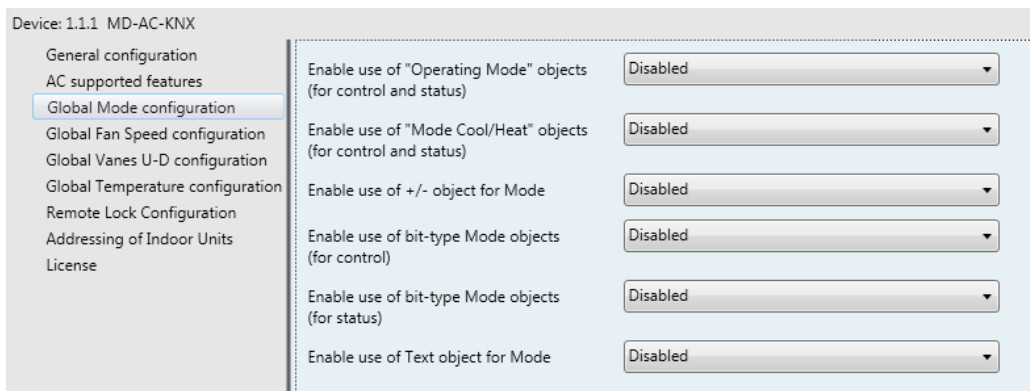 Device: 1.1.1 MD-AC-KNX
General configuration
AC supported features
Global Mode configuration
Global Fan Speed configuration
Global Vanes U-D configuration
Global Temperature configuration
Remote Lock Configuration
Addressing of Indoor Units
License
Enable use of "Operating Mode" objects
(for control and status)
Disabled
Enable use of "Mode Cool/Heat" objects
(for control and status)
Disabled
Enable use of +/- object for Mode
Disabled
Enable use of bit-type Mode objects
(for control)
Disabled
Enable use of bit-type Mode objects
(for status)
Disabled
Enable use of Text object for Mode
Disabled